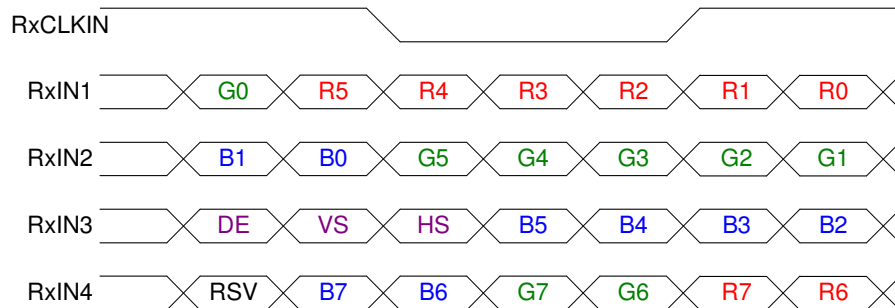 RxCLKIN
RxIN1 G0 R5 R4 R3 R2 R1 R0
RxIN2 B1 B0 G5 G4 G3 G2 G1
RxIN3 DE VS HS B5 B4 B3 B2
RxIN4 RSV B7 B6 G7 G6 R7 R6